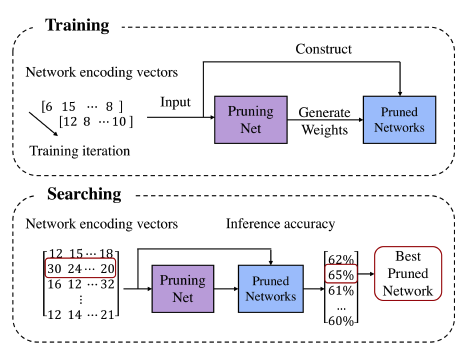 Training
Construct
Network encoding vectors
[6 15 ⋯ 8 ]
[12 8 ⋯ 10 ]
Input
Training iteration
Pruning
Net
Generate
Weights
Pruned
Networks
Searching
Network encoding vectors
Inference accuracy
12 15 ⋯ 18
30 24 ⋯ 20
16 12 ⋯ 32
⋮
12 14 ⋯ 21
Pruning
Net
Pruned
Networks
62%
65%
61%
...
60%
Best
Pruned
Network